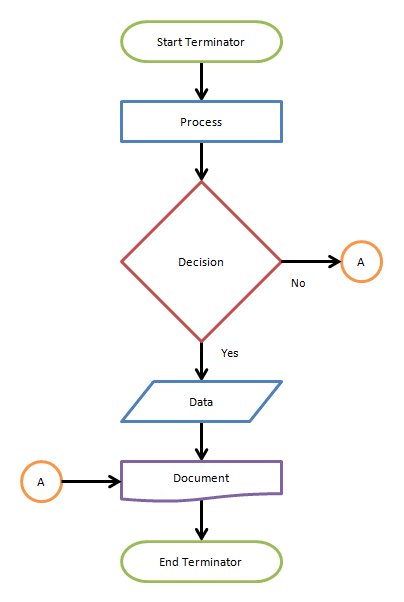 Start Terminator
Process
Decision
A
No
Yes
Data
Document
A
End Terminator